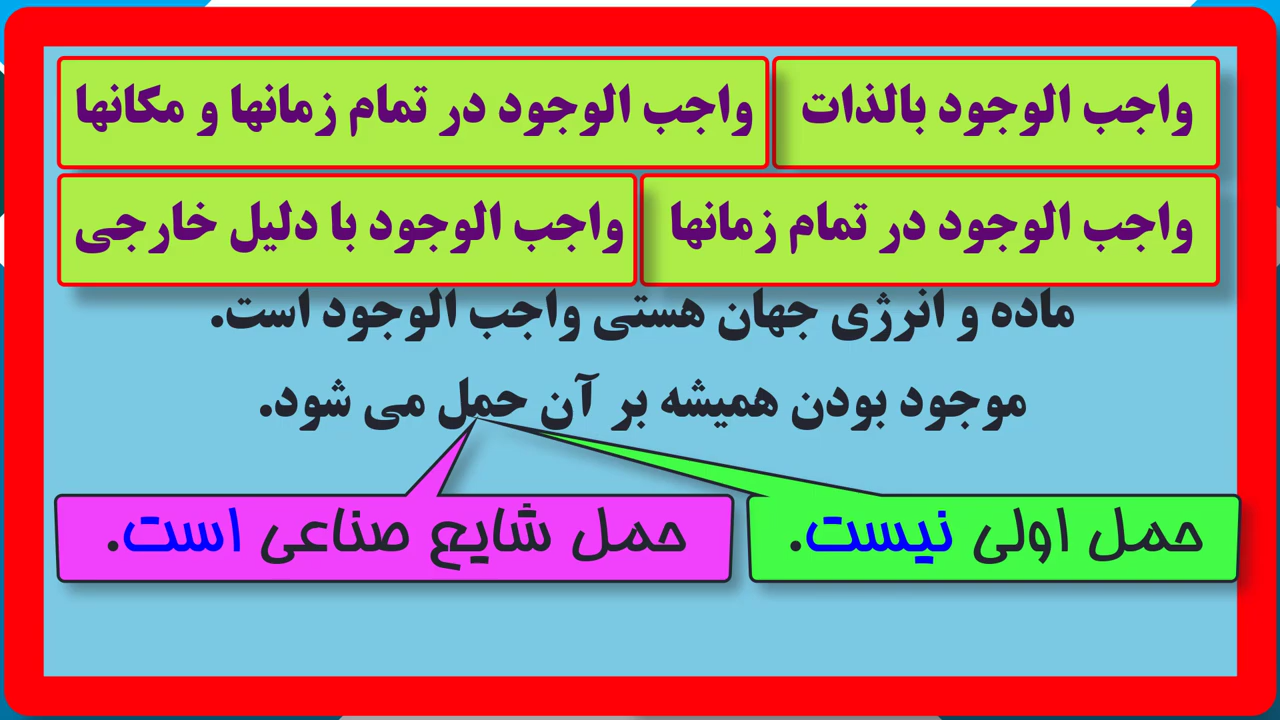 واجب الوجود بالذات
واجب الوجود در تمام زمانها و مکانها
واجب الوجود در تمام زمانها
واجب الوجود با دلیل خارجی
ماده و انرژی جهان هستی واجب الوجود است.
موجود بودن همیشه بر آن حمل می شود.
حمل اولی نیست.
حمل شایع صناعی است.